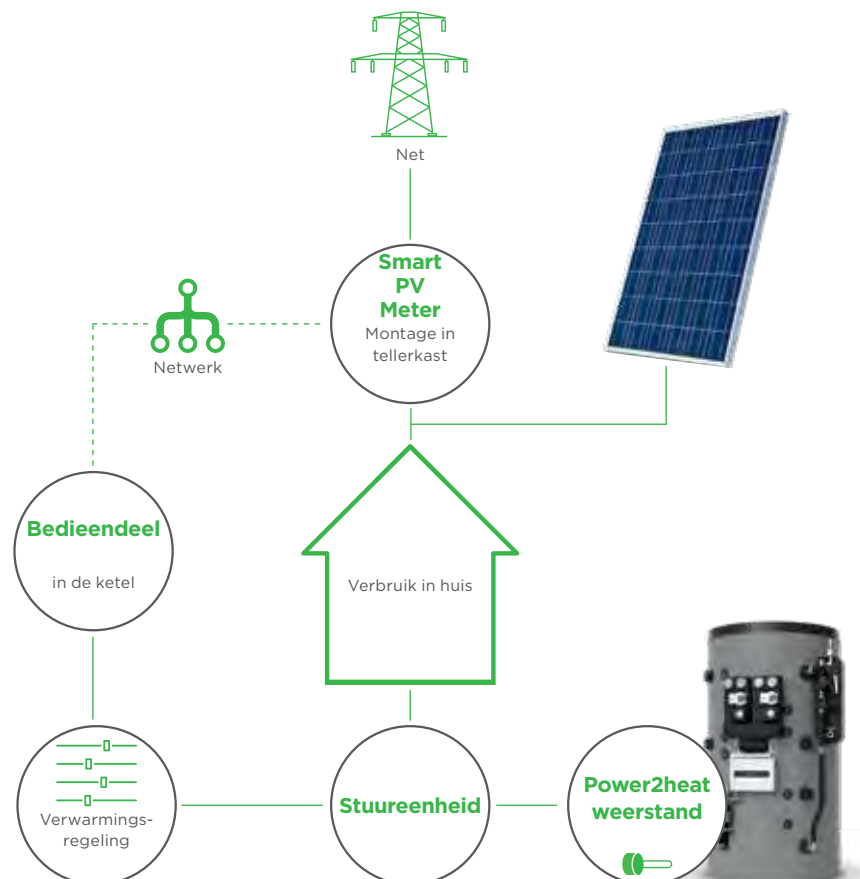 Net
Smart
PV
Meter
Montage in
tellerkast
Netwerk
Bedieendeel
in de ketel
Verbruik in huis
Verwarmings-
regeling
Stuureenheid
Power2heat
weerstand